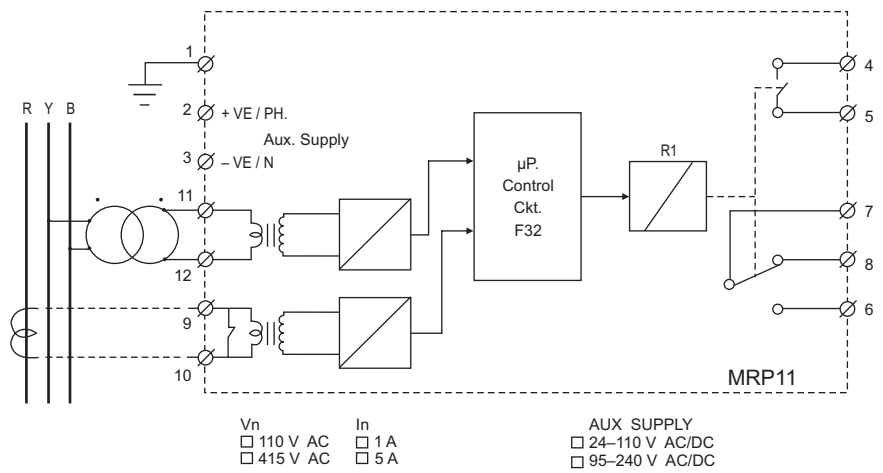 1
2 + VE / PH.
Aux. Supply
3 – VE / N
R Y B
11
12
9
10
µP.
Control
Ckt.
F32
R1
4
5
7
8
6
MRP11
Vn In AUX SUPPLY
□ 110 V AC □ 1 A □ 24–110 V AC/DC
□ 415 V AC □ 5 A □ 95–240 V AC/DC